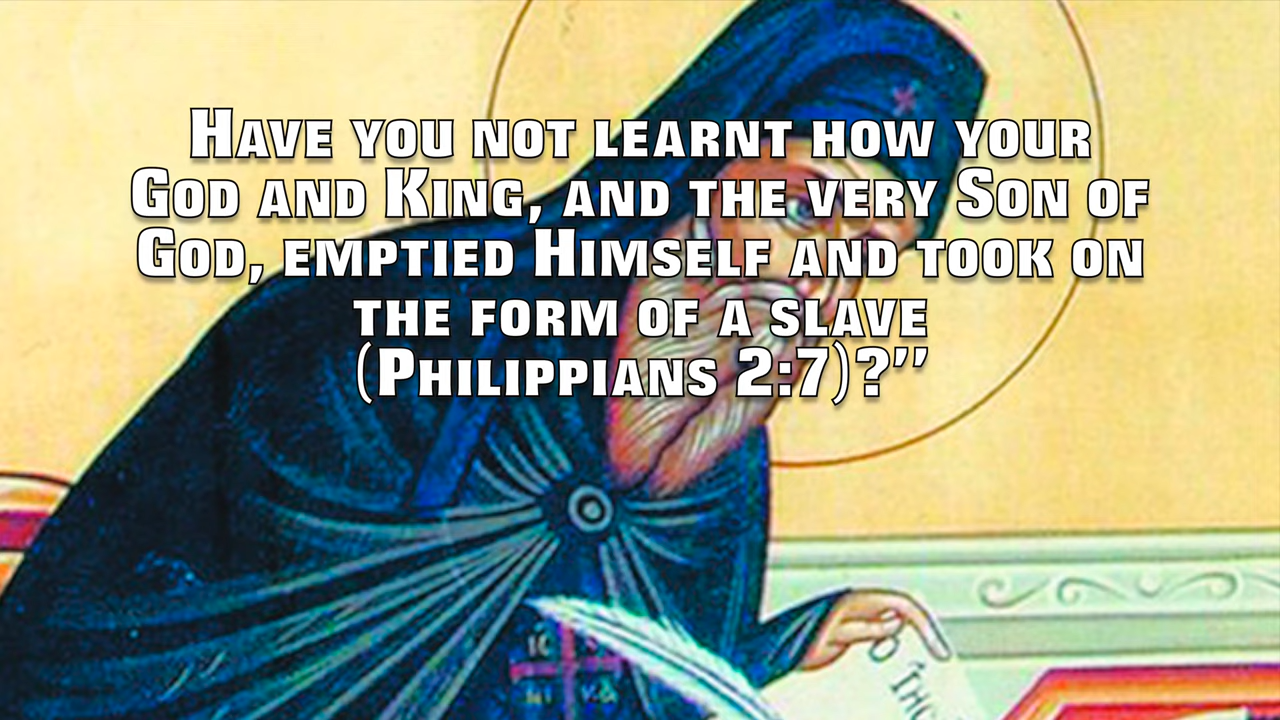 Have you not learnt how your
God and King, and the very Son of
God, emptied Himself and took on
the form of a slave
(Philippians 2:7)?”
IC